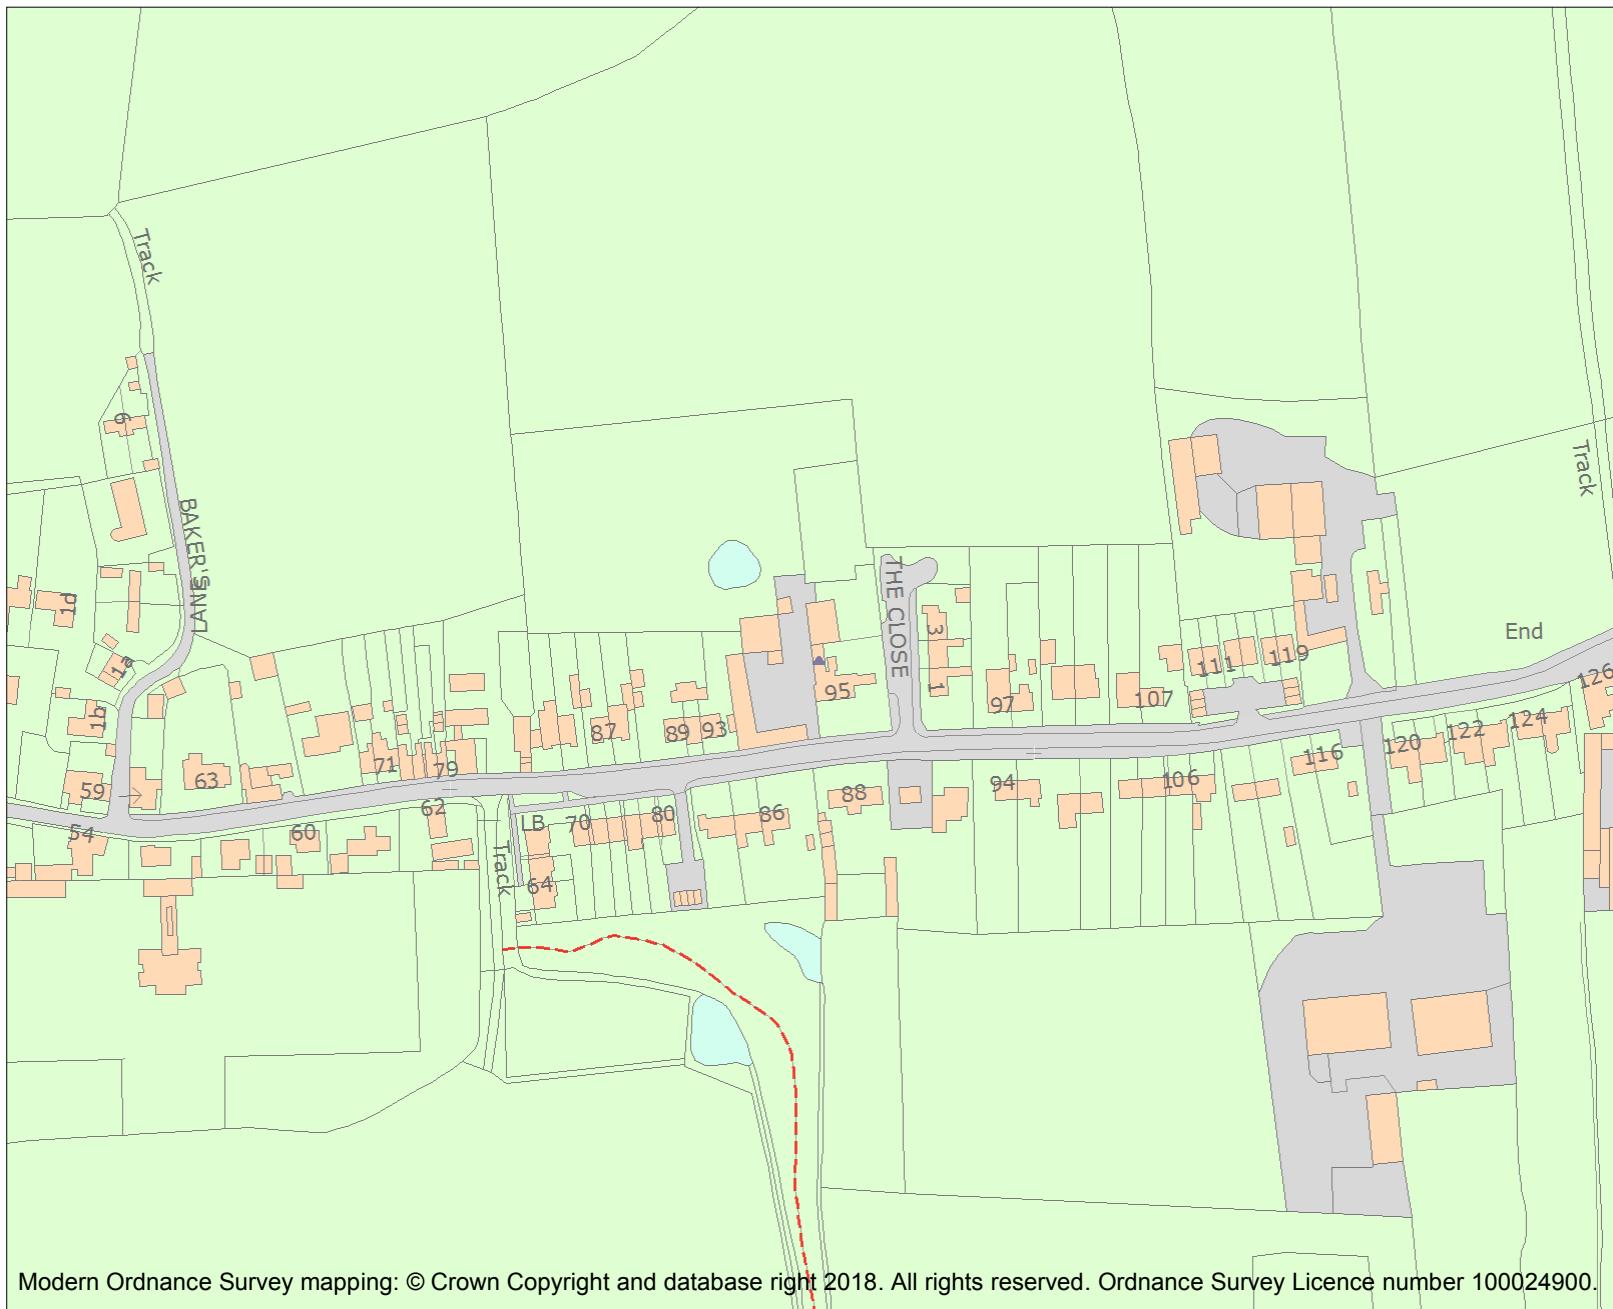 Track
Track
6
BAKER'S LANE
THE CLOSE
1d
3
End
1a
111
119
1
126
95
97
107
1b
87
89
93
124
122
120
116
71
79
63
59
94
106
88
62
86
80
70
LB
60
54
Track
64
Modern Ordnance Survey mapping: © Crown Copyright and database right 2018. All rights reserved. Ordnance Survey Licence number 100024900.